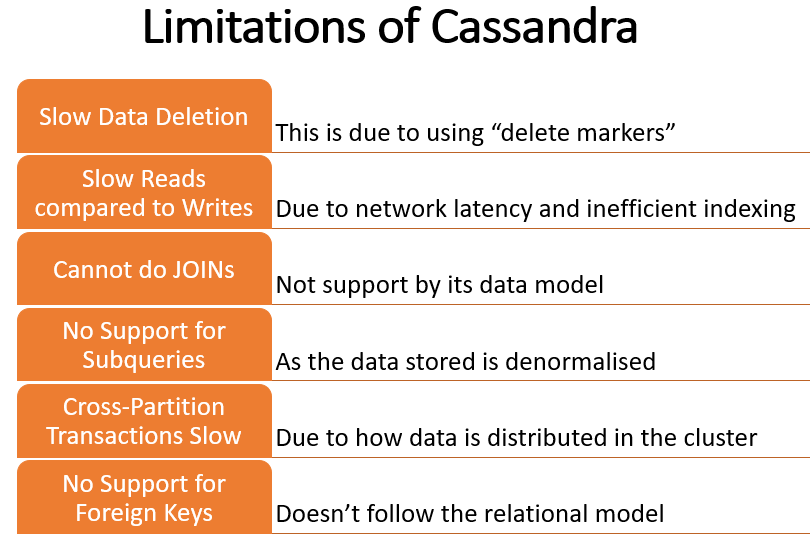 Limitations of Cassandra
Slow Data Deletion
This is due to using “delete markers”
Slow Reads
compared to Writes
Due to network latency and inefficient indexing
Cannot do JOINs
Not support by its data model
No Support for
Subqueries
As the data stored is denormalised
Cross-Partition
Transactions Slow
Due to how data is distributed in the cluster
No Support for
Foreign Keys
Doesn’t follow the relational model